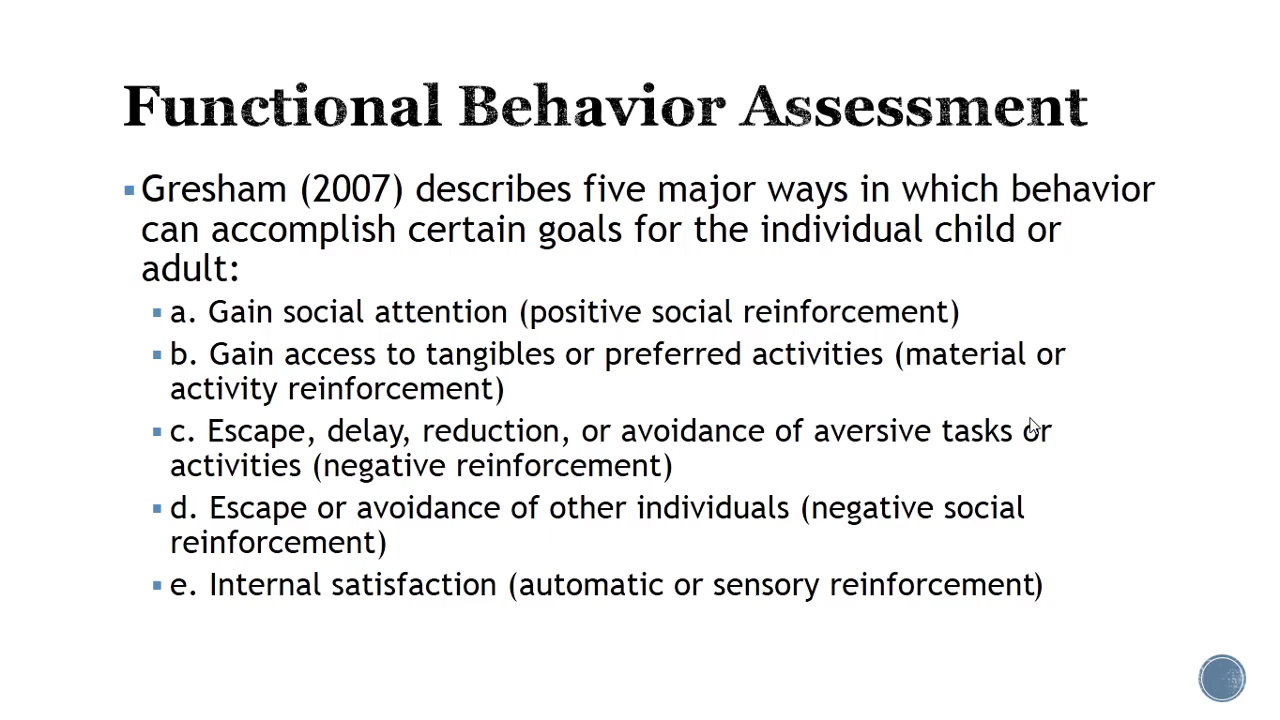 Functional Behavior Assessment
Gresham (2007) describes five major ways in which behavior
can accomplish certain goals for the individual child or
adult:
a. Gain social attention (positive social reinforcement)
b. Gain access to tangibles or preferred activities (material or
activity reinforcement)
c. Escape, delay, reduction, or avoidance of aversive tasks or
activities (negative reinforcement)
d. Escape or avoidance of other individuals (negative social
reinforcement)
e. Internal satisfaction (automatic or sensory reinforcement)